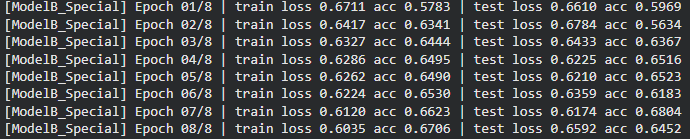 [ModelB_Special] Epoch 01/8 | train loss 0.6711 acc 0.5783 | test loss 0.6610 acc 0.5969
[ModelB_Special] Epoch 02/8 | train loss 0.6417 acc 0.6341 | test loss 0.6784 acc 0.5634
[ModelB_Special] Epoch 03/8 | train loss 0.6327 acc 0.6444 | test loss 0.6433 acc 0.6367
[ModelB_Special] Epoch 04/8 | train loss 0.6286 acc 0.6495 | test loss 0.6225 acc 0.6516
[ModelB_Special] Epoch 05/8 | train loss 0.6262 acc 0.6490 | test loss 0.6210 acc 0.6523
[ModelB_Special] Epoch 06/8 | train loss 0.6224 acc 0.6530 | test loss 0.6359 acc 0.6183
[ModelB_Special] Epoch 07/8 | train loss 0.6120 acc 0.6623 | test loss 0.6174 acc 0.6804
[ModelB_Special] Epoch 08/8 | train loss 0.6035 acc 0.6706 | test loss 0.6592 acc 0.6452